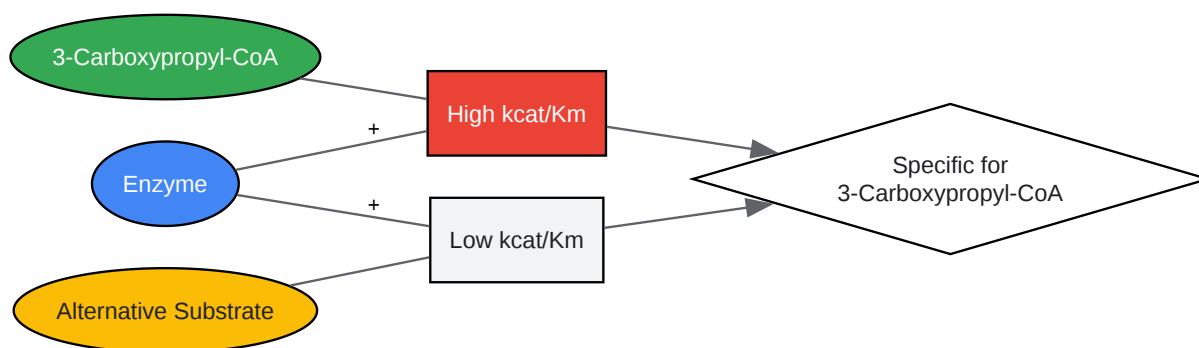 3-Carboxypropyl-CoA
High kcat/Km
+
Enzyme
Specific for
3-Carboxypropyl-CoA
+
Low kcat/Km
Alternative Substrate